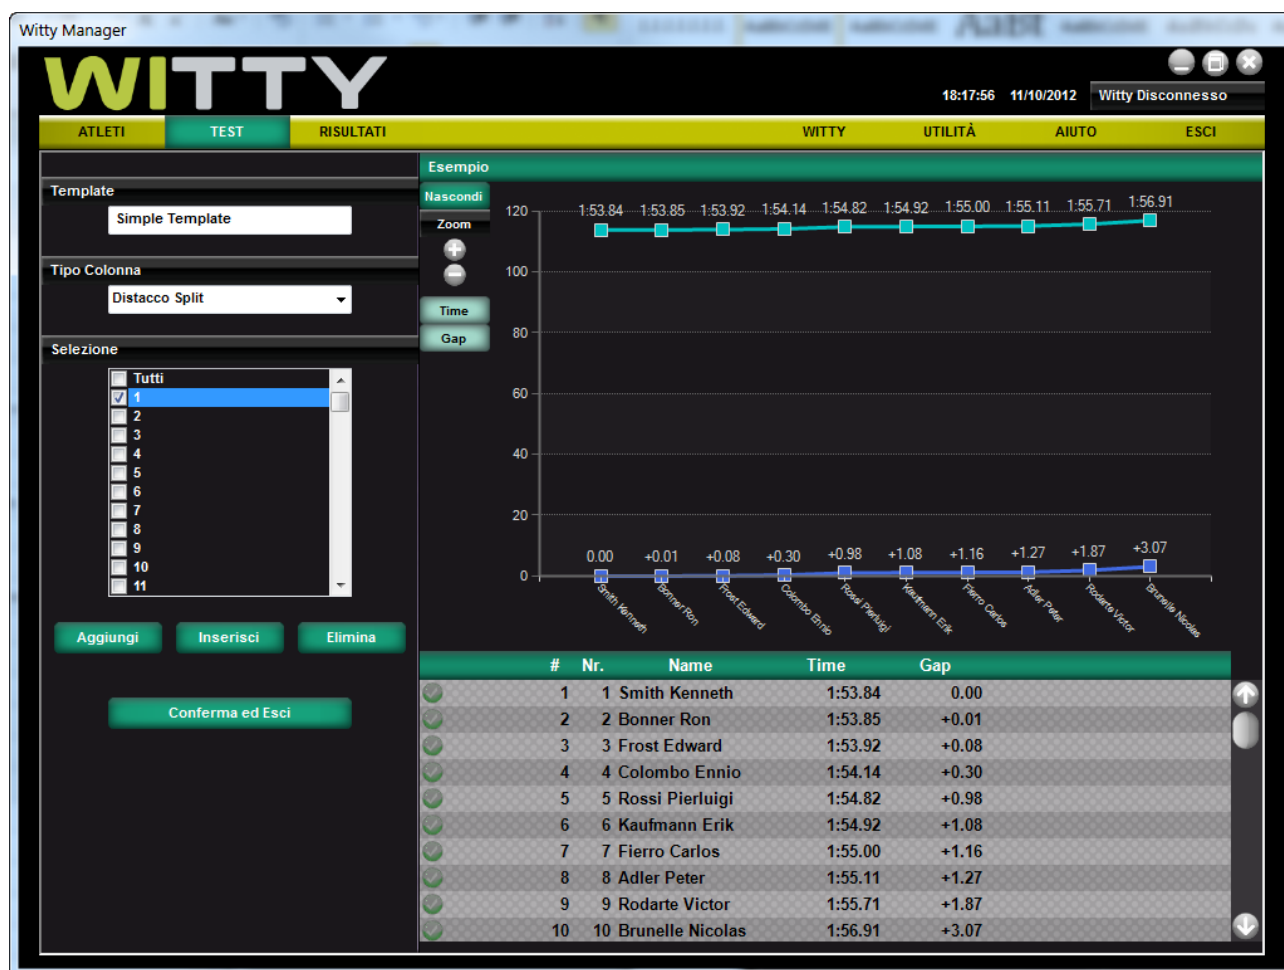 Witty Manager
WITTY
18:17:56 11/10/2012 Witty Disconnesso
ATLETI TEST RISULTATI WITTY UTILITÀ AIUTO ESCI
Template
Simple Template
Tipo Colonna
Distacco Split
Selezione
Tutti
1
2
3
4
5
6
7
8
9
10
11
Aggiungi Inserisci Elimina
Conferma ed Esci
Esempio
Nascondi
Zoom
Time
Gap
120
100
80
60
40
20
0
1:53.84 1:53.85 1:53.92 1:54.14 1:54.82 1:54.92 1:55.00 1:55.11 1:55.71 1:56.91
0.00 +0.01 +0.08 +0.30 +0.98 +1.08 +1.16 +1.27 +1.87 +3.07
Smith Kenneth
Bonner Ron
Frost Edward
Colombo Ennio
Rossi Pierluigi
Kaufmann Erik
Fierro Carlos
Adler Peter
Rodarte Victor
Brunelle Nicolas
# Nr. Name Time Gap
1 1 Smith Kenneth 1:53.84 0.00
2 2 Bonner Ron 1:53.85 +0.01
3 3 Frost Edward 1:53.92 +0.08
4 4 Colombo Ennio 1:54.14 +0.30
5 5 Rossi Pierluigi 1:54.82 +0.98
6 6 Kaufmann Erik 1:54.92 +1.08
7 7 Fierro Carlos 1:55.00 +1.16
8 8 Adler Peter 1:55.11 +1.27
9 9 Rodarte Victor 1:55.71 +1.87
10 10 Brunelle Nicolas 1:56.91 +3.07